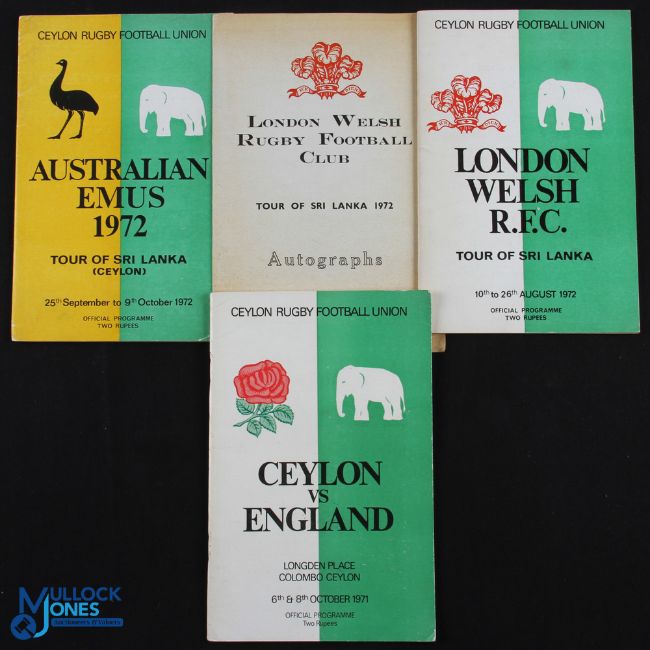 CEYLON RUGBY FOOTBALL UNION
AUSTRALIAN
EMUS
1972
TOUR OF SRI LANKA
(CEYLON)
25th September to 9th October 1972
OFFICIAL PROGRAMME
TWO RUPEES
LONDON WELSH
RUGBY FOOTBALL
CLUB
TOUR OF SRI LANKA 1972
Autographs
CEYLON RUGBY FOOTBALL UNION
LONDON
WELSH
R.F.C.
TOUR OF SRI LANKA
10th to 26th AUGUST 1972
OFFICIAL PROGRAMME
TWO RUPEES
CEYLON RUGBY FOOTBALL UNION
CEYLON
VS
ENGLAND
LONGDEN PLACE
COLOMBO CEYLON
6th & 8th OCTOBER 1971
OFFICIAL PROGRAMME
Two Rupees
MULLOCK
JONES
Auctioneers & Valuers